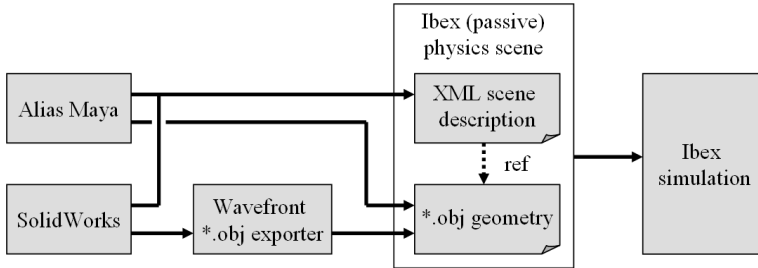 Ibex (passive)
physics scene
Alias Maya
XML scene
description
ref
Ibex
simulation
SolidWorks
Wavefront
*.obj exporter
*.obj geometry